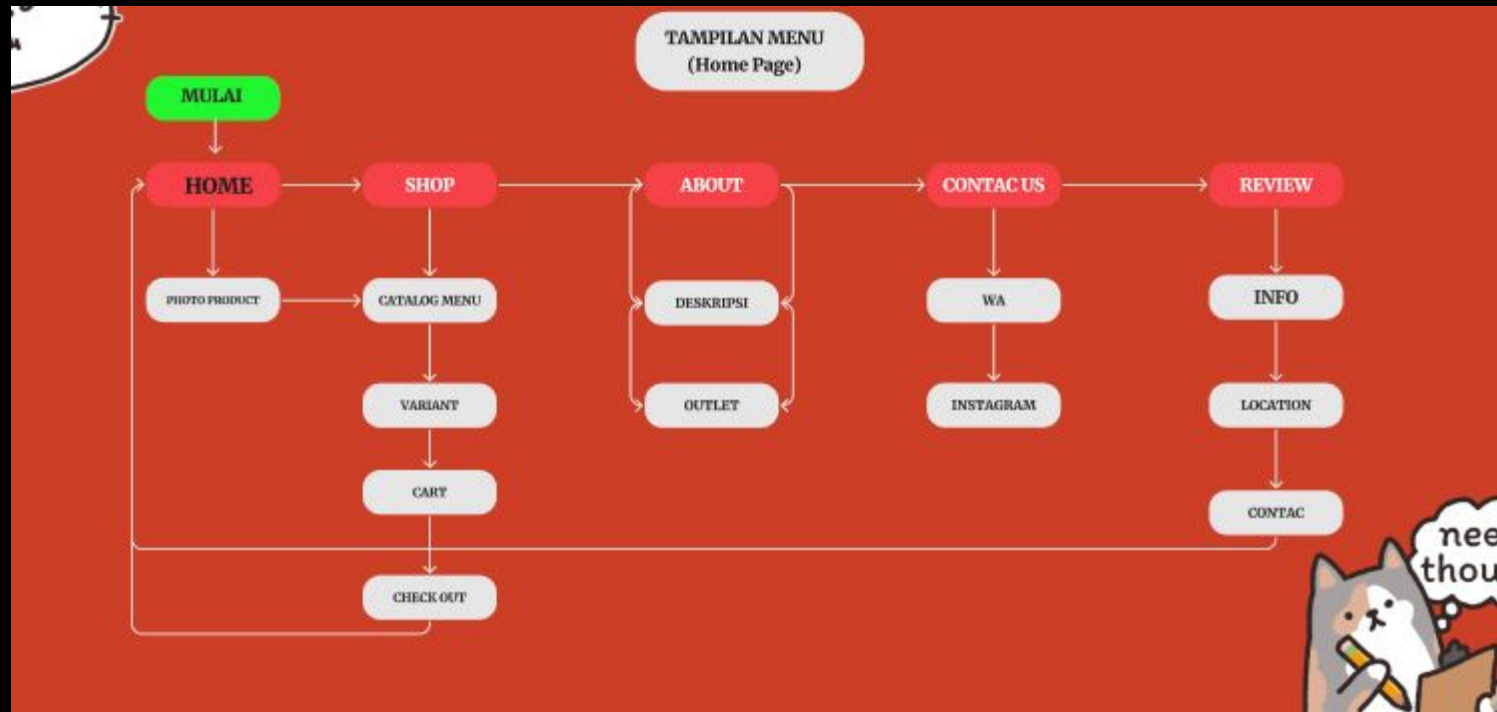 TAMPILAN MENU
(Home Page)
MULAI
HOME
SHOP
ABOUT
CONTAC US
REVIEW
PHOTO PRODUCT
CATALOG MENU
DESKRIPSI
WA
INFO
VARIANT
OUTLET
INSTAGRAM
LOCATION
CART
CONTAC
CHECK OUT
nee
thou